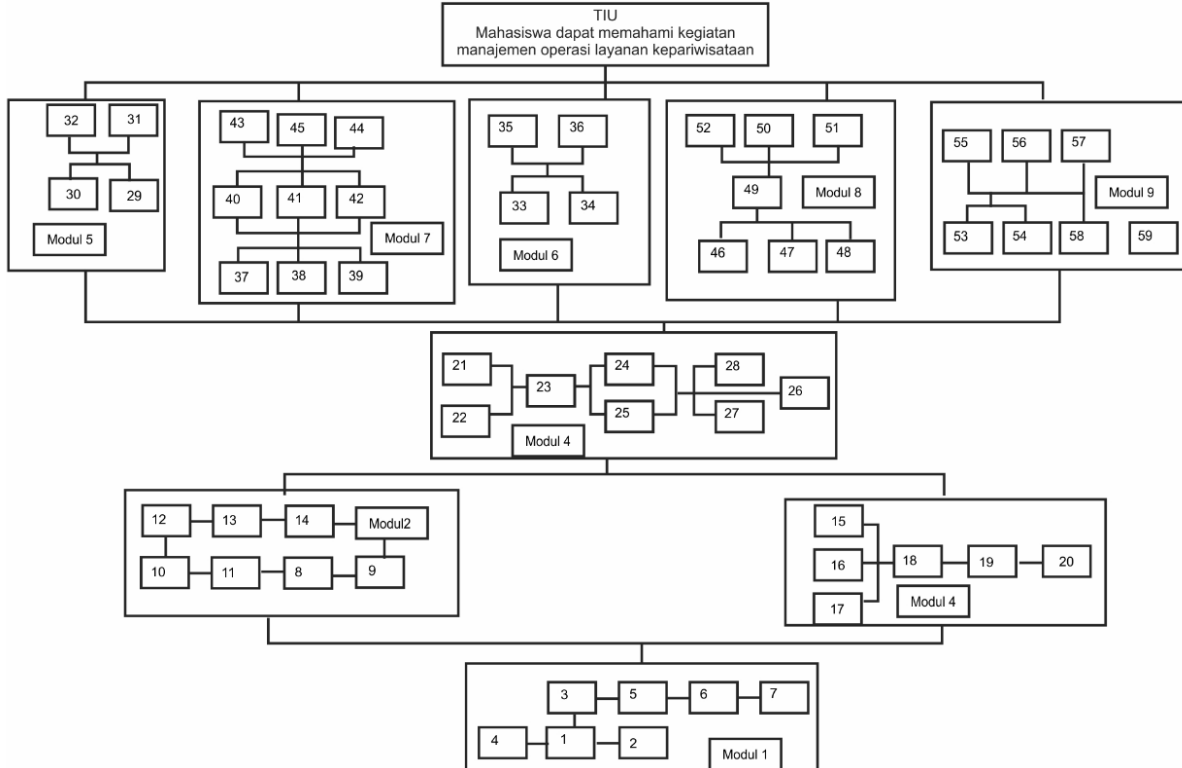 TIU
Mahasiswa dapat memahami kegiatan
manajemen operasi layanan kepariwisataan
32 31
30 29
Modul 5
43 45 44
40 41 42
Modul 7
37 38 39
35 36
33 34
Modul 6
52 50 51
49 Modul 8
46 47 48
55 56 57
Modul 9
53 54 58 59
21 24 28
23 26
22 25 27
Modul 4
12 13 14 Modul2
10 11 8 9
15
16 18 19 20
17 Modul 4
3 5 6 7
4 1 2
Modul 1